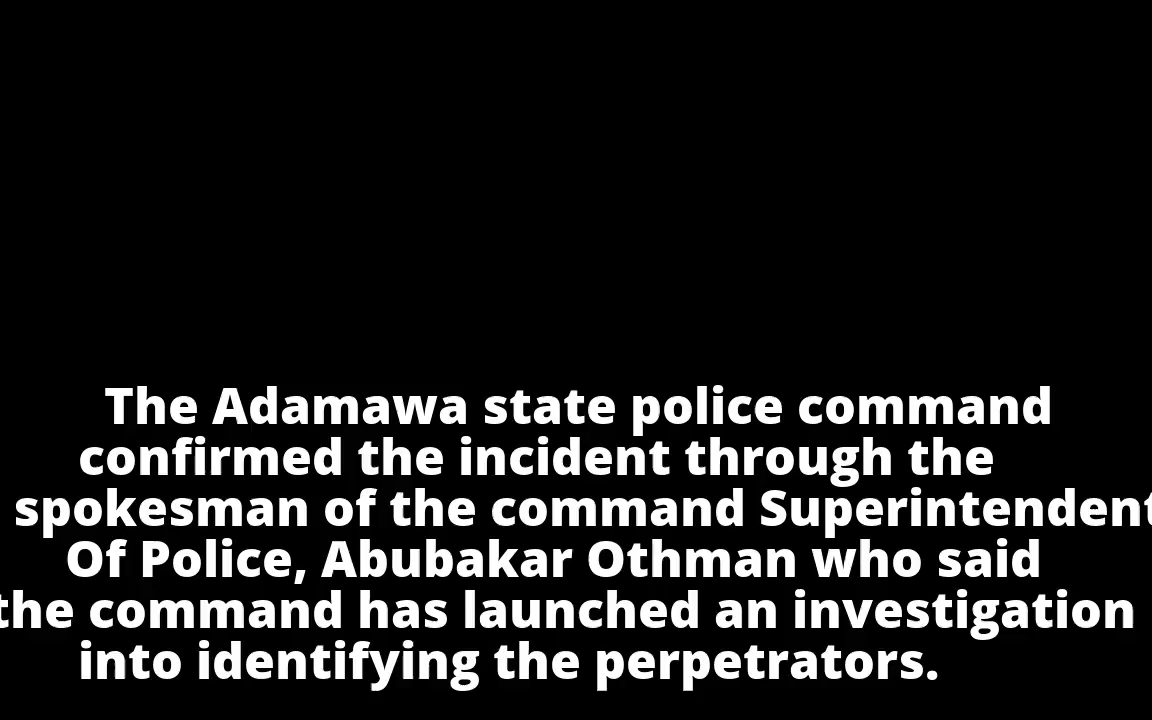 The Adamawa state police command
confirmed the incident through the
spokesman of the command Superintendent
Of Police, Abubakar Othman who said
the command has launched an investigation
into identifying the perpetrators.